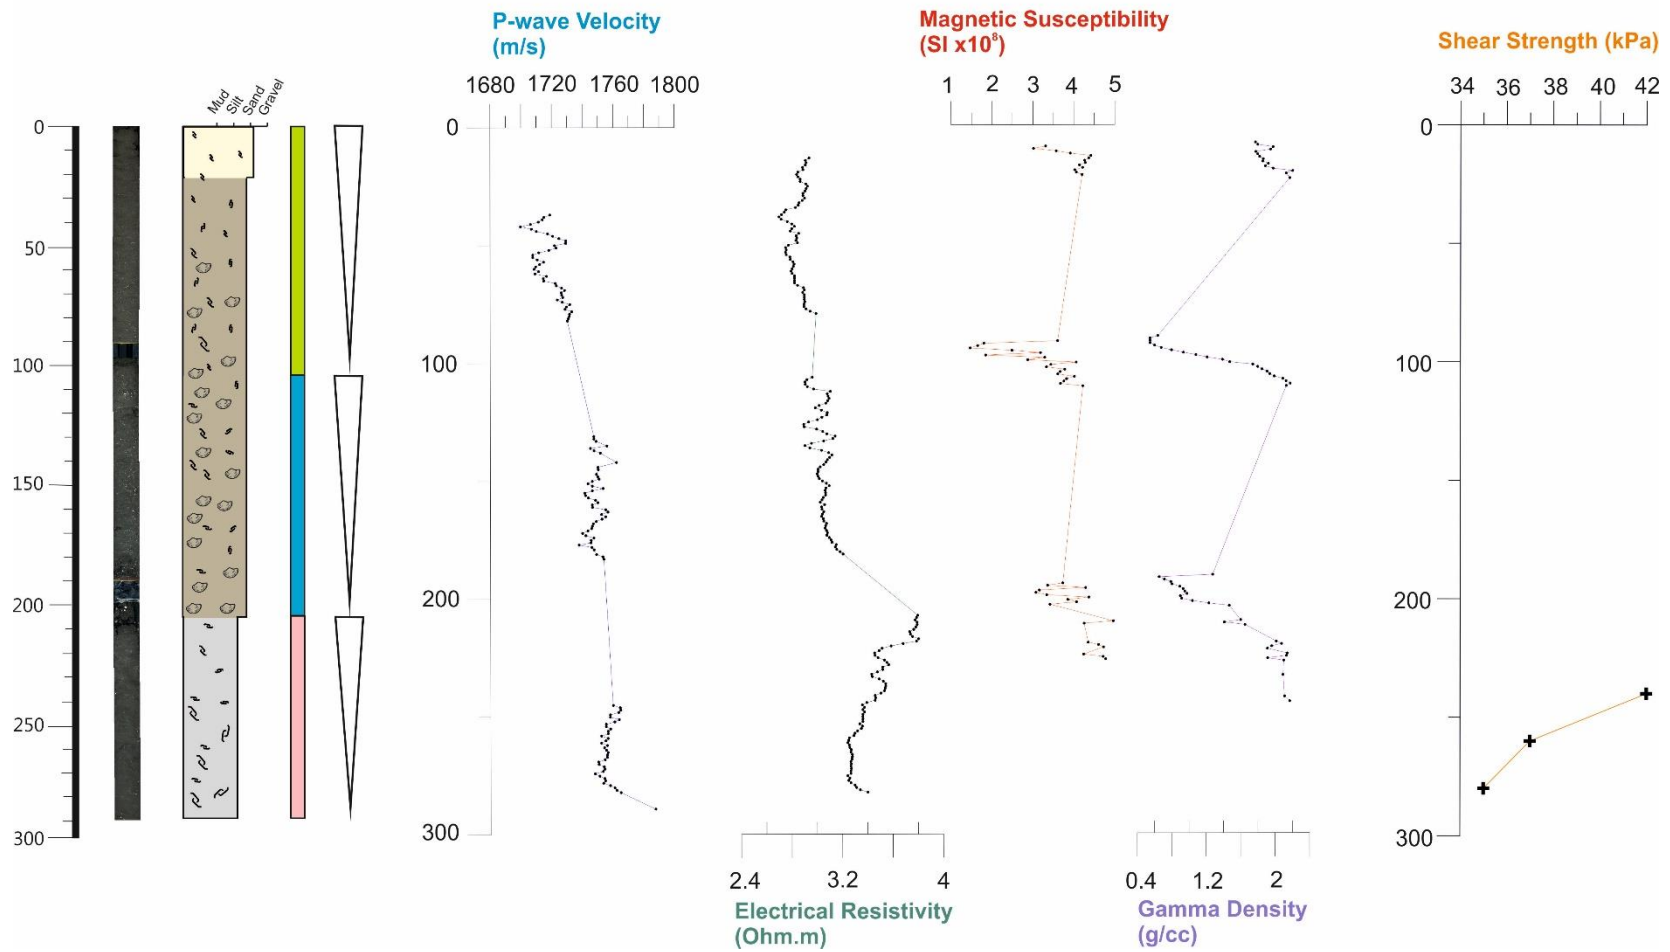 P-wave Velocity
(m/s)
1680 1720 1760 1800
Magnetic Susceptibility
(SI x10⁸)
1 2 3 4 5
Shear Strength (kPa)
34 36 38 40 42
Mud
Silt
Sand
Gravel
0
50
100
150
200
250
300
0
100
200
300
0
100
200
300
2.4 3.2 4
Electrical Resistivity
(Ohm.m)
0.4 1.2 2
Gamma Density
(g/cc)